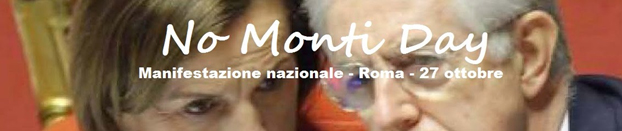 No Monti Day
Manifestazione nazionale - Roma - 27 ottobre